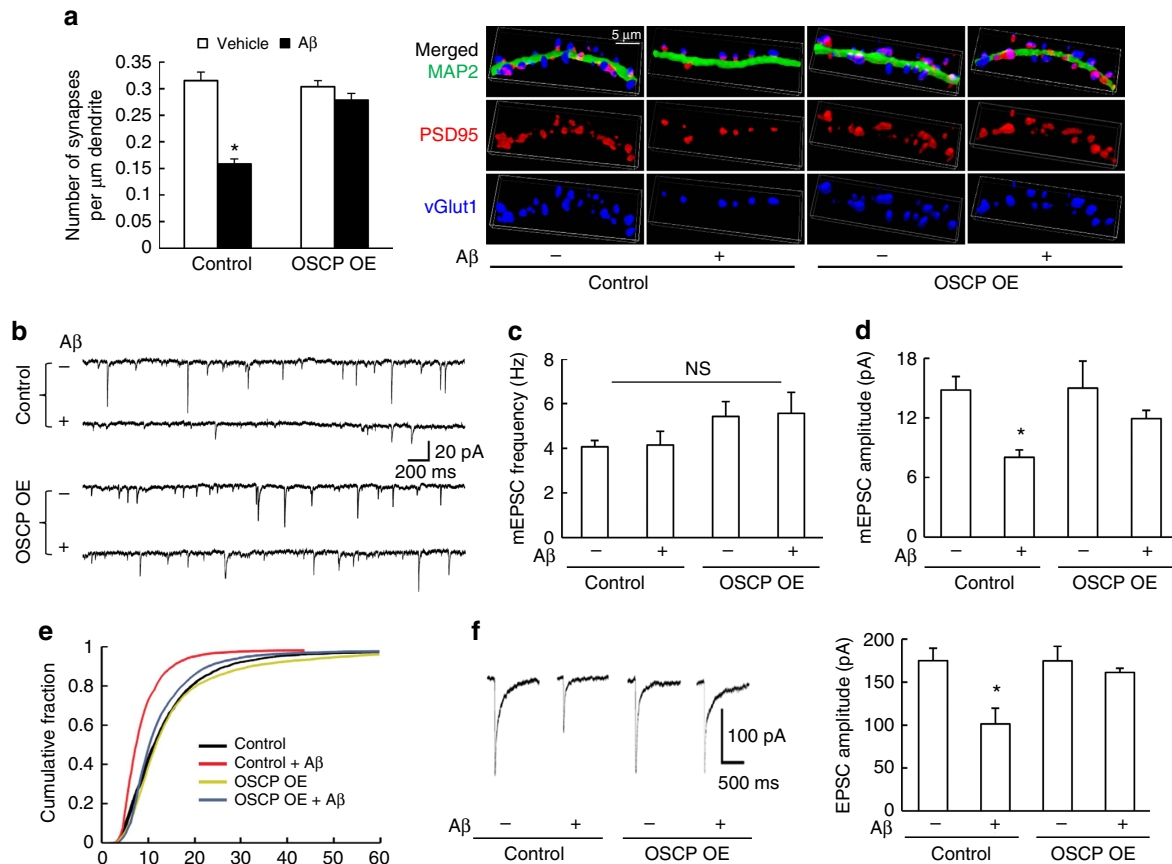 a
Vehicle Aβ
0.35
0.3
0.25
0.2
0.15
0.1
0.05
0
Number of synapses
per μm dendrite
*
Control OSCP OE
Merged
MAP2
5 μm
PSD95
vGlut1
Aβ – + – +
Control OSCP OE
b
Aβ
Control
–
+
20 pA
200 ms
OSCP OE
–
+
c
mEPSC frequency (Hz)
8
6
4
2
0
NS
Aβ – + – +
Control OSCP OE
d
mEPSC amplitude (pA)
18
12
6
0
*
Aβ – + – +
Control OSCP OE
e
Cumulative fraction
1
0.8
0.6
0.4
0.2
0
Control
Control + Aβ
OSCP OE
OSCP OE + Aβ
0 10 20 30 40 50 60
f
100 pA
500 ms
Aβ – + – +
Control OSCP OE
EPSC amplitude (pA)
200
150
100
50
0
*
Aβ – + – +
Control OSCP OE